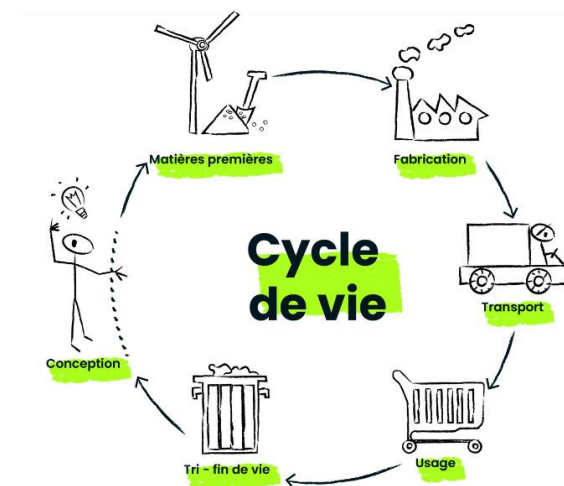 Matières premières
Fabrication
Cycle
de vie
Transport
Conception
Tri - fin de vie
Usage